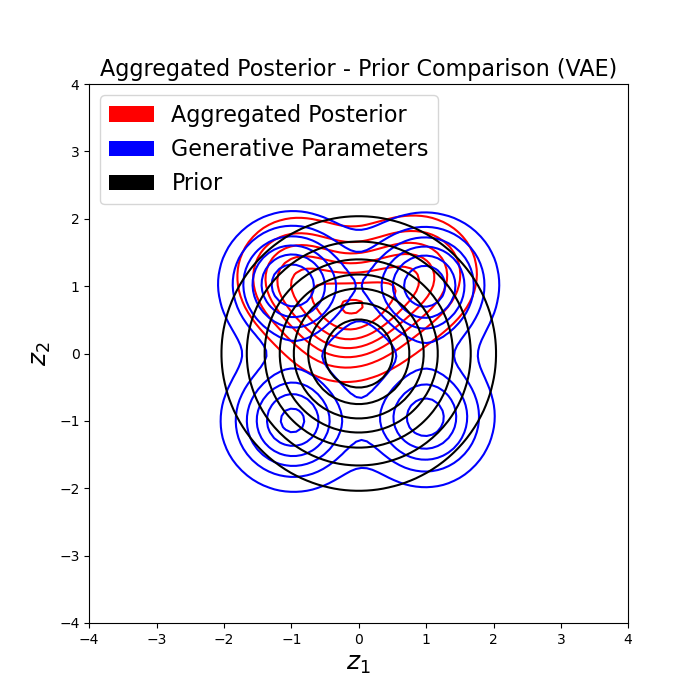 Aggregated Posterior - Prior Comparison (VAE)
Aggregated Posterior
Generative Parameters
Prior
4
3
2
1
0
−1
−2
−3
−4
z2
−4 −3 −2 −1 0 1 2 3 4
z1